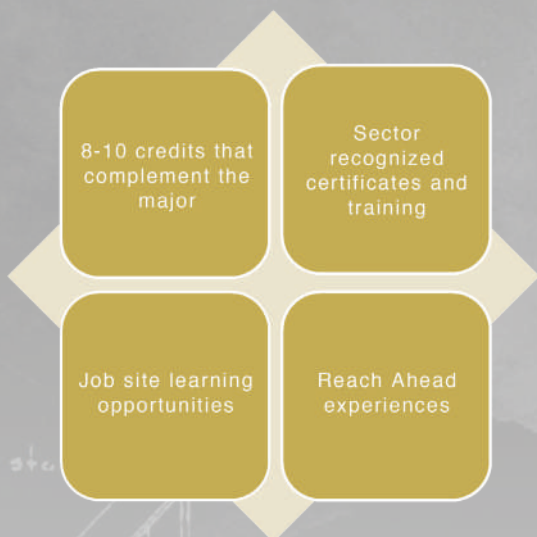 8-10 credits that
complement the
major
Sector
recognized
certificates and
training
Job site learning
opportunities
Reach Ahead
experiences